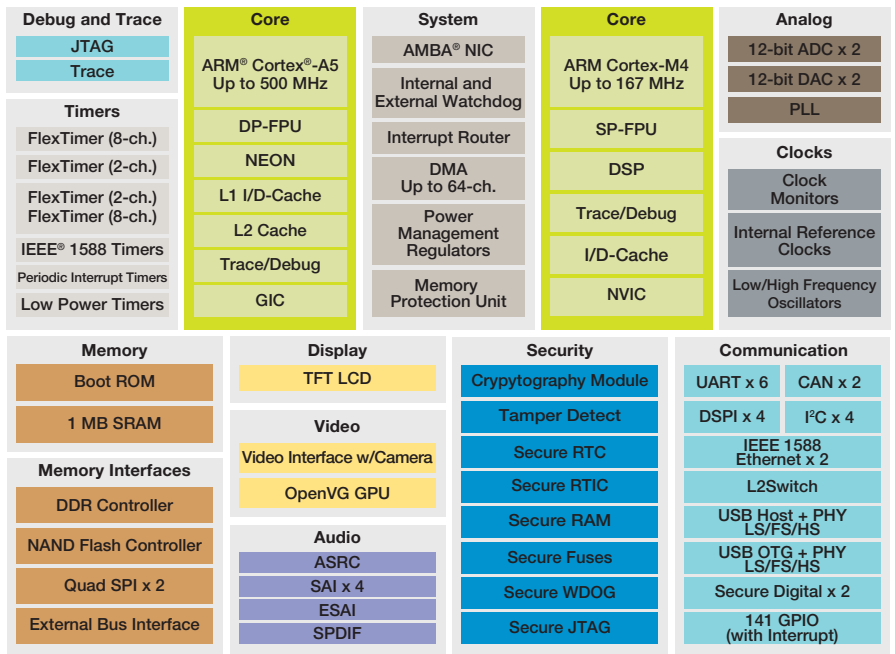 Debug and Trace
JTAG
Trace
Timers
FlexTimer (8-ch.)
FlexTimer (2-ch.)
FlexTimer (2-ch.)
FlexTimer (8-ch.)
IEEE® 1588 Timers
Periodic Interrupt Timers
Low Power Timers
Core
ARM® Cortex®-A5
Up to 500 MHz
DP-FPU
NEON
L1 I/D-Cache
L2 Cache
Trace/Debug
GIC
System
AMBA® NIC
Internal and
External Watchdog
Interrupt Router
DMA
Up to 64-ch.
Power
Management
Regulators
Memory
Protection Unit
Core
ARM Cortex-M4
Up to 167 MHz
SP-FPU
DSP
Trace/Debug
I/D-Cache
NVIC
Analog
12-bit ADC x 2
12-bit DAC x 2
PLL
Clocks
Clock
Monitors
Internal Reference
Clocks
Low/High Frequency
Oscillators
Memory
Boot ROM
1 MB SRAM
Memory Interfaces
DDR Controller
NAND Flash Controller
Quad SPI x 2
External Bus Interface
Display
TFT LCD
Video
Video Interface w/Camera
OpenVG GPU
Audio
ASRC
SAI x 4
ESAI
SPDIF
Security
Crypytography Module
Tamper Detect
Secure RTC
Secure RTIC
Secure RAM
Secure Fuses
Secure WDOG
Secure JTAG
Communication
UART x 6
CAN x 2
DSPI x 4
I²C x 4
IEEE 1588
Ethernet x 2
L2Switch
USB Host + PHY
LS/FS/HS
USB OTG + PHY
LS/FS/HS
Secure Digital x 2
141 GPIO
(with Interrupt)